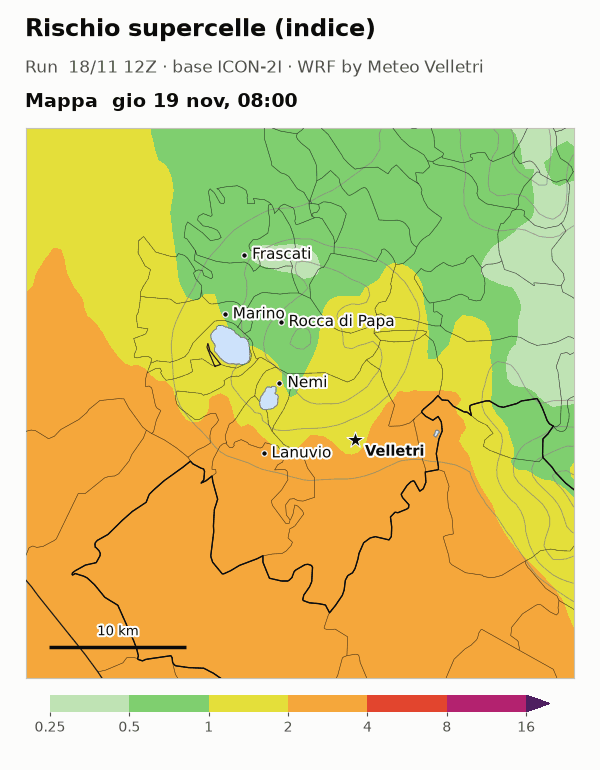 Rischio supercelle (indice)
Run  18/11 12Z · base ICON-2I · WRF by Meteo Velletri
Mappa  gio 19 nov, 08:00
Frascati
Marino
Rocca di Papa
Nemi
Velletri
Lanuvio
10 km
0.25 0.5 1 2 4 8 16